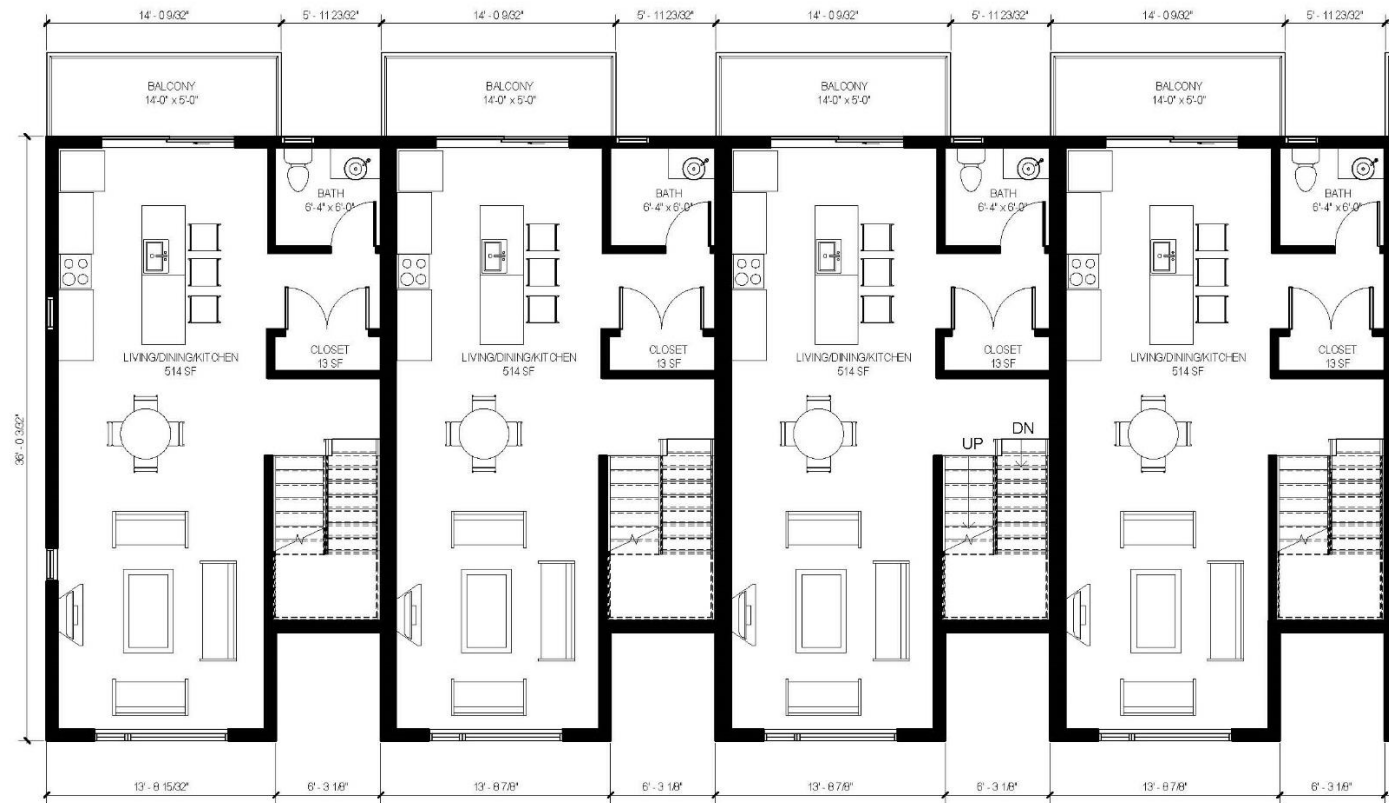 14' - 0 9/32" 5' - 11 23/32" 14' - 0 9/32" 5' - 11 23/32" 14' - 0 9/32" 5' - 11 23/32" 14' - 0 9/32" 5' - 11 23/32"
BALCONY
14'-0" x 5'-0"
BALCONY
14'-0" x 5'-0"
BALCONY
14'-0" x 5'-0"
BALCONY
14'-0" x 5'-0"
BATH
6'-4" x 6'-0"
BATH
6'-4" x 6'-0"
BATH
6'-4" x 6'-0"
BATH
6'-4" x 6'-0"
LIVING/DINING/KITCHEN
514 SF
CLOSET
13 SF
LIVING/DINING/KITCHEN
514 SF
CLOSET
13 SF
LIVING/DINING/KITCHEN
514 SF
CLOSET
13 SF
LIVING/DINING/KITCHEN
514 SF
CLOSET
13 SF
36' - 0 3/32"
UP
DN
13' - 8 15/32" 6' - 3 1/8" 13' - 8 7/8" 6' - 3 1/8" 13' - 8 7/8" 6' - 3 1/8" 13' - 8 7/8" 6' - 3 1/8"